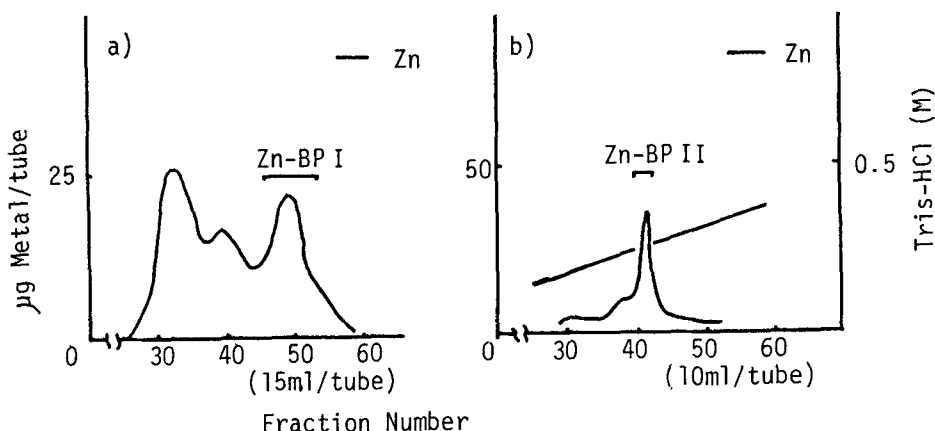 a)
Zn
Zn-BP I
25
µg Metal/tube
0
30 40 50 60
(15ml/tube)
b)
Zn
Zn-BP II
50
0.5
Tris-HCl (M)
0
30 40 50 60
(10ml/tube)
Fraction Number